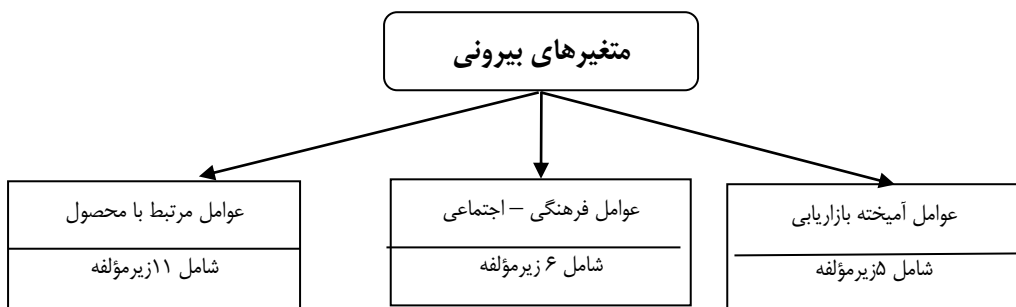 متغیرهای بیرونی
عوامل آمیخته بازاریابی
شامل ۵زیرمؤلفه
عوامل فرهنگی – اجتماعی
شامل ۶ زیرمؤلفه
عوامل مرتبط با محصول
شامل ۱۱زیرمؤلفه